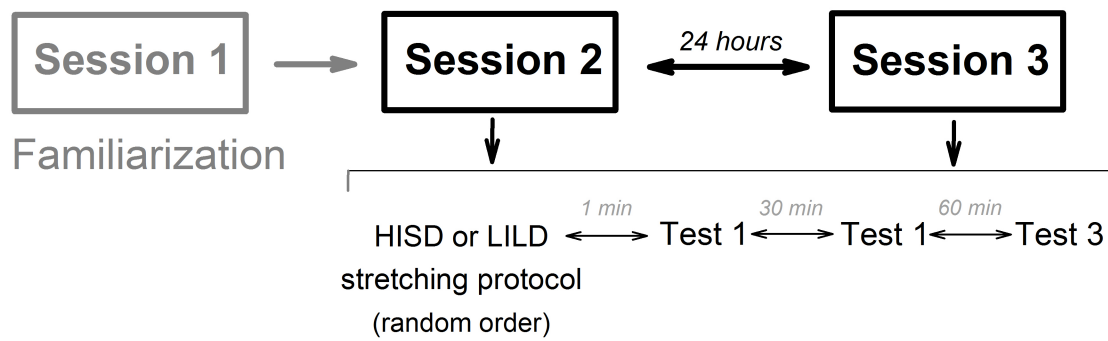 Session 1
Session 2
24 hours
Session 3
Familiarization
1 min
30 min
60 min
HISD or LILD
Test 1
Test 1
Test 3
stretching protocol
(random order)